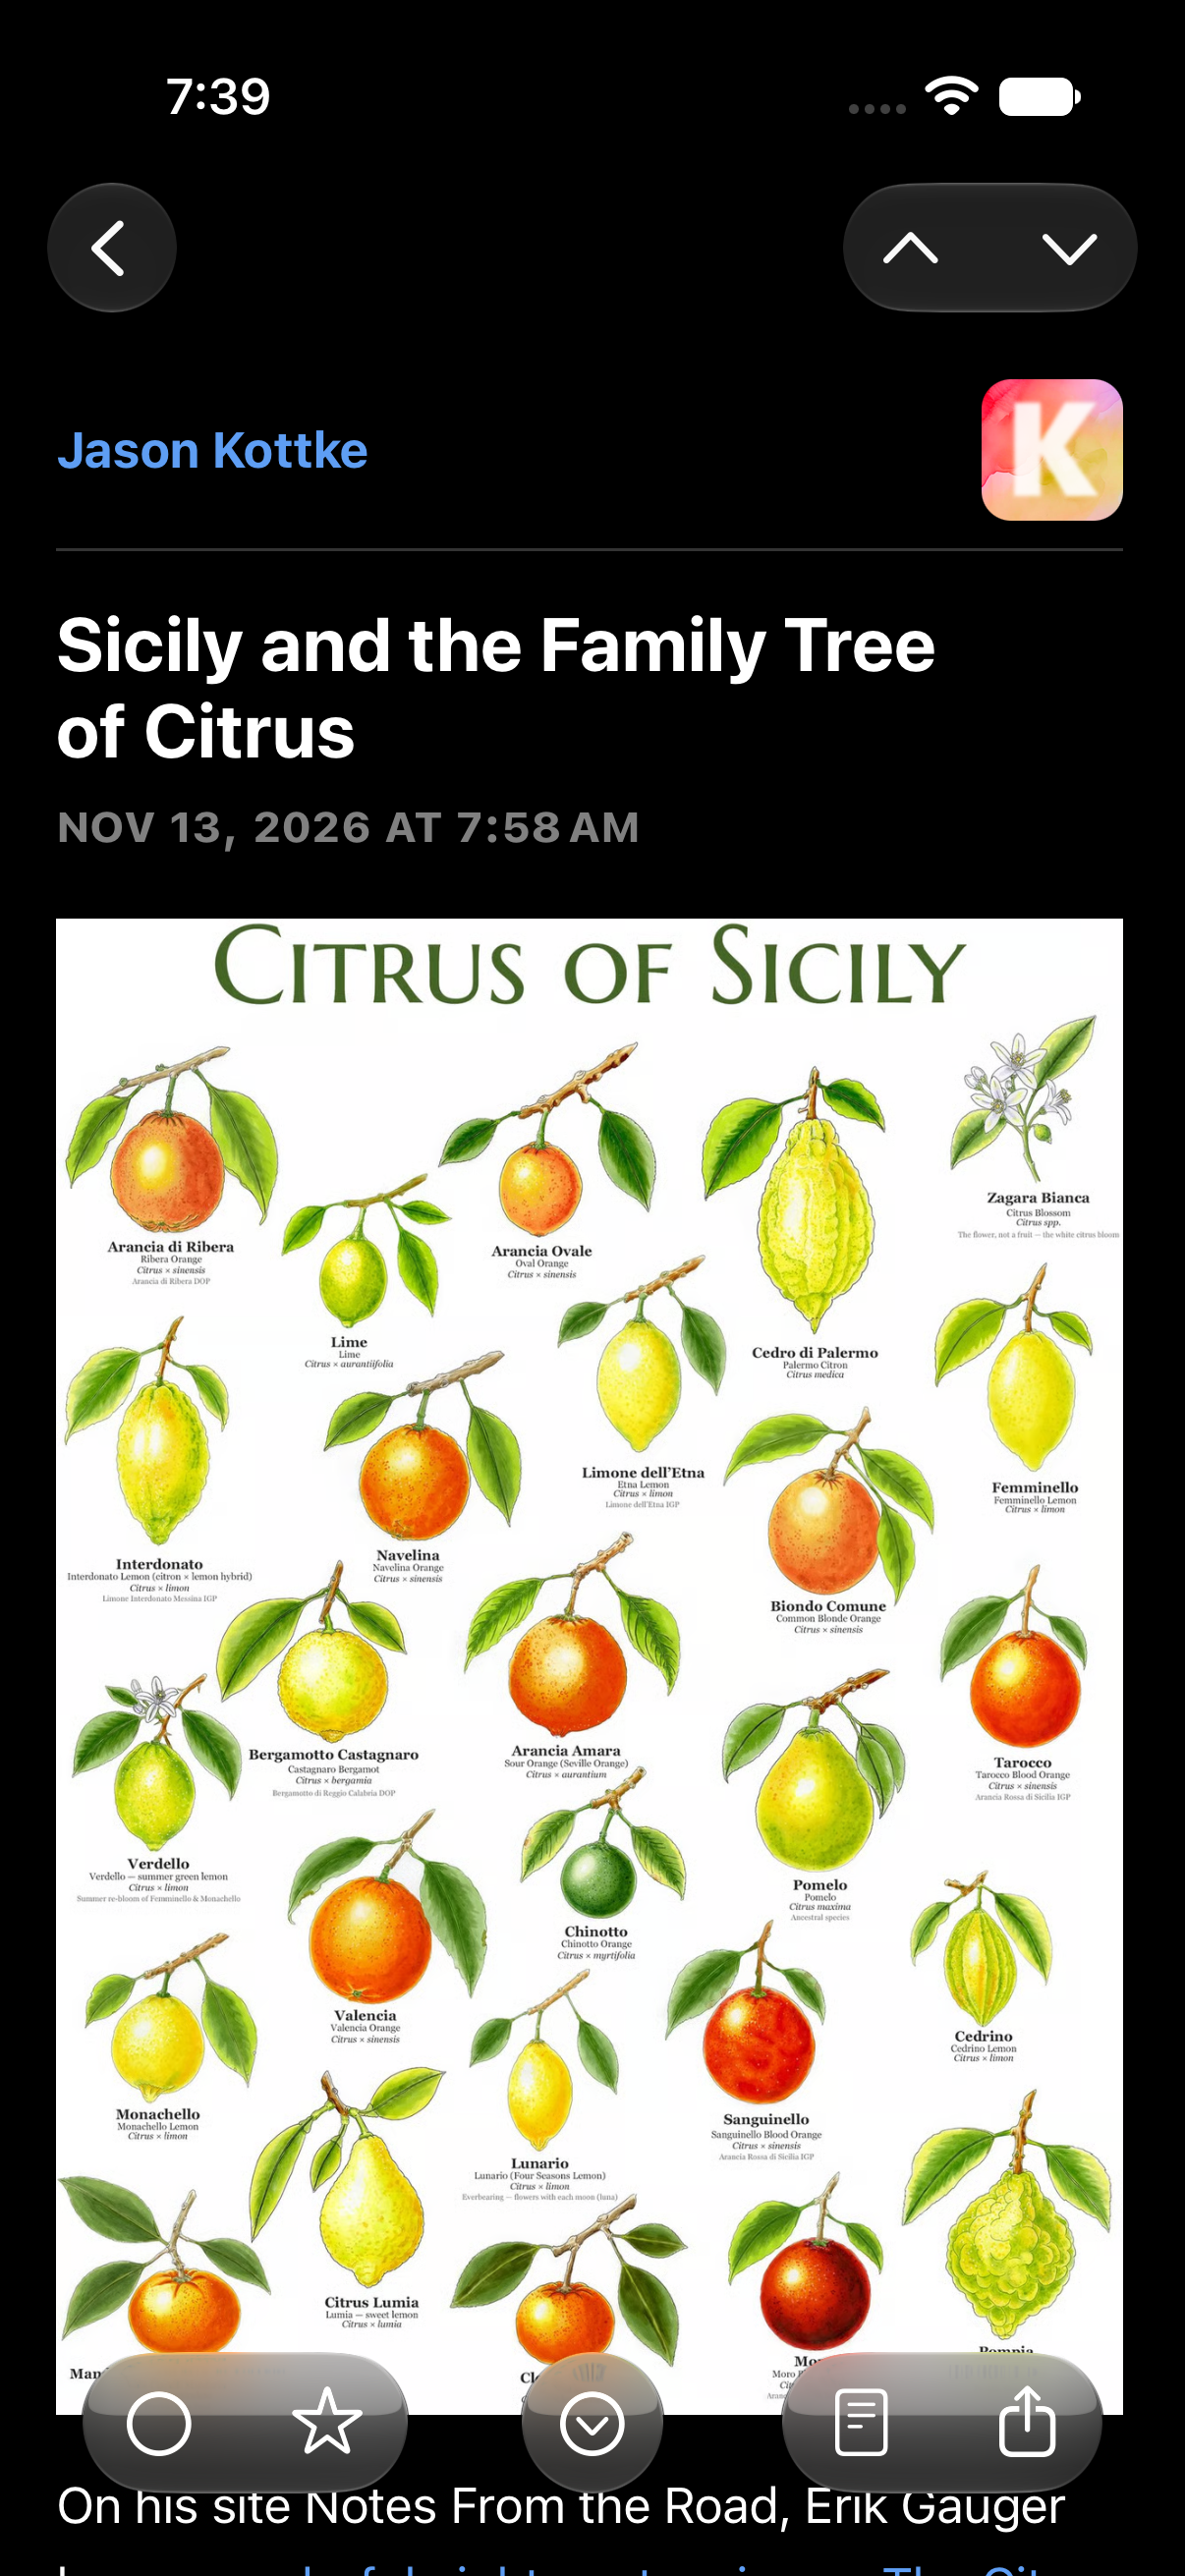 7:39
Jason Kottke
K
Sicily and the Family Tree
of Citrus
NOV 13, 2026 AT 7:58 AM
CITRUS OF SICILY
Zagara Bianca
Citrus Blossom
Citrus spp.
The flower, not a fruit — the white citrus bloom
Arancia di Ribera
Ribera Orange
Citrus × sinensis
Arancia di Ribera DOP
Arancia Ovale
Oval Orange
Citrus × sinensis
Lime
Lime
Citrus × aurantiifolia
Cedro di Palermo
Palermo Citron
Citrus medica
Limone dell'Etna
Etna Lemon
Citrus × limon
Limone dell'Etna IGP
Femminello
Femminello Lemon
Citrus × limon
Interdonato
Interdonato Lemon (citron × lemon hybrid)
Citrus × limon
Limone Interdonato Messina IGP
Navelina
Navelina Orange
Citrus × sinensis
Biondo Comune
Common Blonde Orange
Citrus × sinensis
Bergamotto Castagnaro
Castagnaro Bergamot
Citrus × bergamia
Bergamotto di Reggio Calabria DOP
Arancia Amara
Sour Orange (Seville Orange)
Citrus × aurantium
Tarocco
Tarocco Blood Orange
Citrus × sinensis
Arancia Rossa di Sicilia IGP
Verdello
Verdello — summer green lemon
Citrus × limon
Summer re-bloom of Femminello & Monachello
Pomelo
Pomelo
Citrus maxima
Ancestral species
Chinotto
Chinotto Orange
Citrus × myrtifolia
Valencia
Valencia Orange
Citrus × sinensis
Cedrino
Cedrino Lemon
Citrus × limon
Monachello
Monachello Lemon
Citrus × limon
Sanguinello
Sanguinello Blood Orange
Citrus × sinensis
Arancia Rossa di Sicilia IGP
Lunario
Lunario (Four Seasons Lemon)
Citrus × limon
Everbearing — flowers with each moon (luna)
Citrus Lumia
Lumia — sweet lemon
Citrus × lumia
Pompia
Moro
On his site Notes From the Road, Erik Gauger